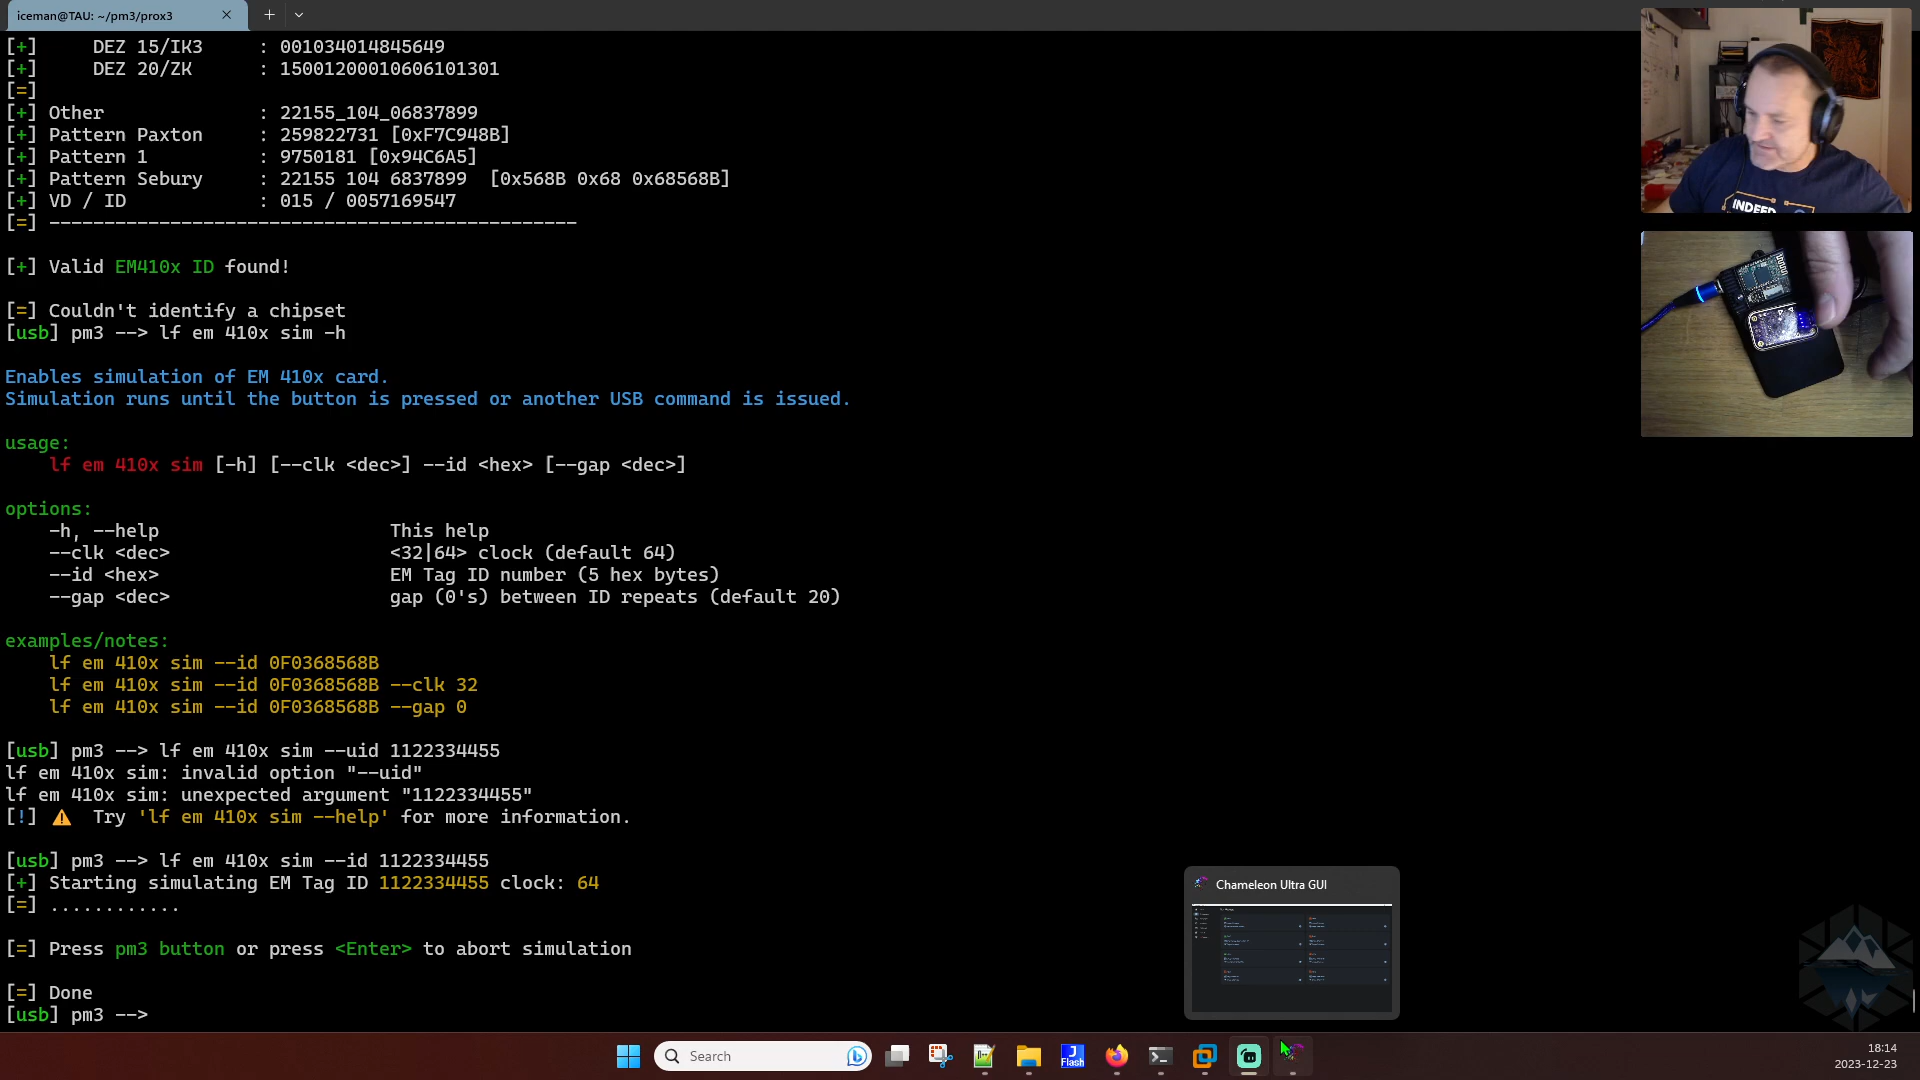 iceman@TAU: ~/pm3/prox3
[+]     DEZ 15/IK3     : 001034014845649
[+]     DEZ 20/ZK      : 15001200010606101301
[=]
[+] Other              : 22155_104_06837899
[+] Pattern Paxton     : 259822731 [0xF7C948B]
[+] Pattern 1          : 9750181 [0x94C6A5]
[+] Pattern Sebury     : 22155 104 6837899  [0x568B 0x68 0x68568B]
[+] VD / ID            : 015 / 0057169547
[=] ------------------------------------------------
[+] Valid EM410x ID found!
[=] Couldn't identify a chipset
[usb] pm3 --> lf em 410x sim -h
Enables simulation of EM 410x card.
Simulation runs until the button is pressed or another USB command is issued.
usage:
    lf em 410x sim [-h] [--clk <dec>] --id <hex> [--gap <dec>]
options:
    -h, --help                     This help
    --clk <dec>                    <32|64> clock (default 64)
    --id <hex>                     EM Tag ID number (5 hex bytes)
    --gap <dec>                    gap (0's) between ID repeats (default 20)
examples/notes:
    lf em 410x sim --id 0F0368568B
    lf em 410x sim --id 0F0368568B --clk 32
    lf em 410x sim --id 0F0368568B --gap 0
[usb] pm3 --> lf em 410x sim --uid 1122334455
lf em 410x sim: invalid option "--uid"
lf em 410x sim: unexpected argument "1122334455"
[!] ⚠️  Try 'lf em 410x sim --help' for more information.
[usb] pm3 --> lf em 410x sim --id 1122334455
[+] Starting simulating EM Tag ID 1122334455 clock: 64
[=] ............
[=] Press pm3 button or press <Enter> to abort simulation
[=] Done
[usb] pm3 -->
INDEED
Chameleon Ultra GUI
Search
J
Flash
18:14
2023-12-23